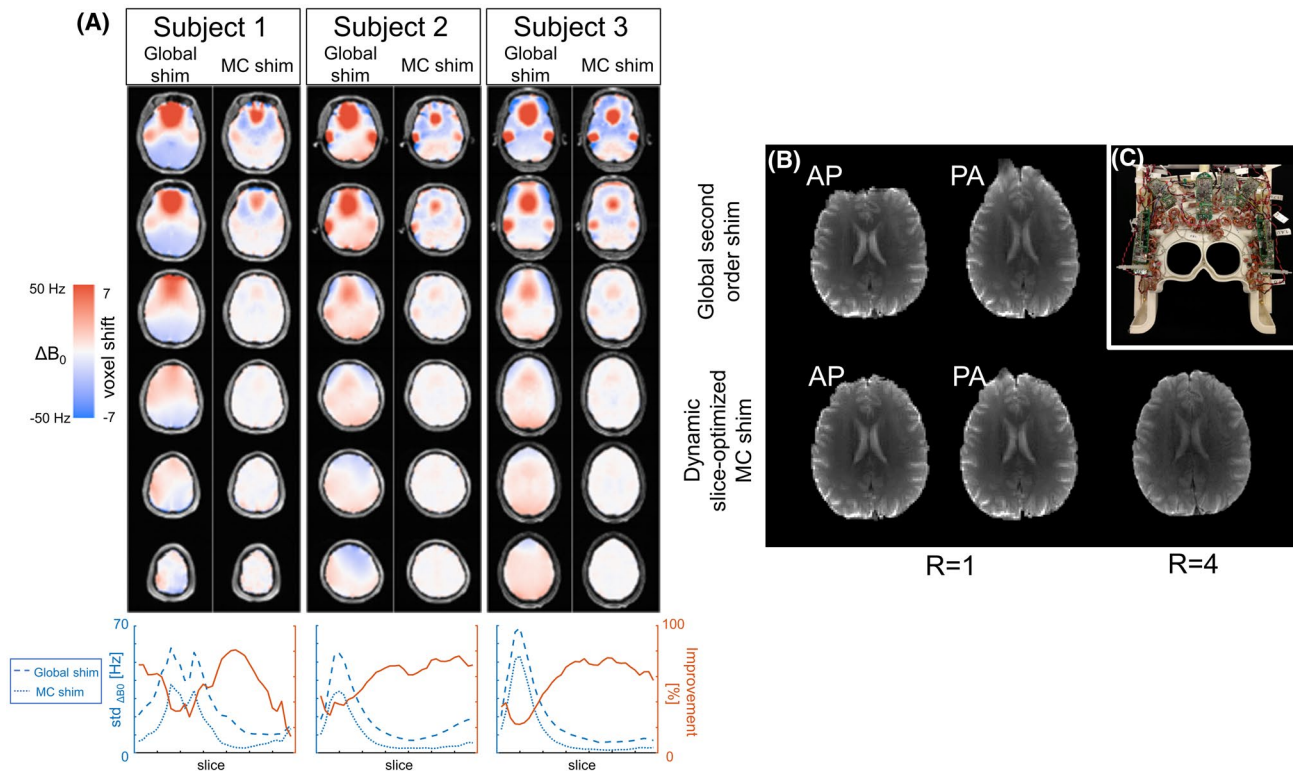 (A)
Subject 1
Subject 2
Subject 3
Global shim
MC shim
Global shim
MC shim
Global shim
MC shim
50 Hz
7
ΔB0
voxel shift
-50 Hz
-7
(B)
AP
PA
(C)
Global second
order shim
AP
PA
Dynamic
slice-optimized
MC shim
R=1
R=4
Global shim
MC shim
70
std ΔB0 [Hz]
0
100
Improvement
[%]
0
slice
slice
slice